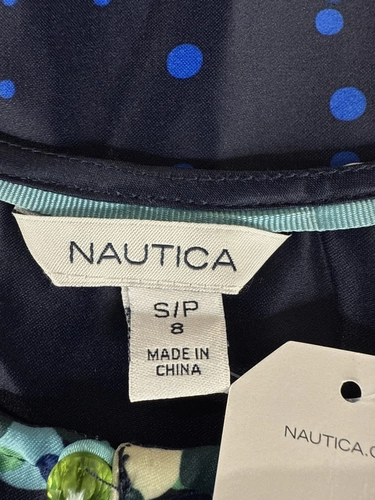 NAUTICA
S/P
8
MADE IN
CHINA
NAUTICA.